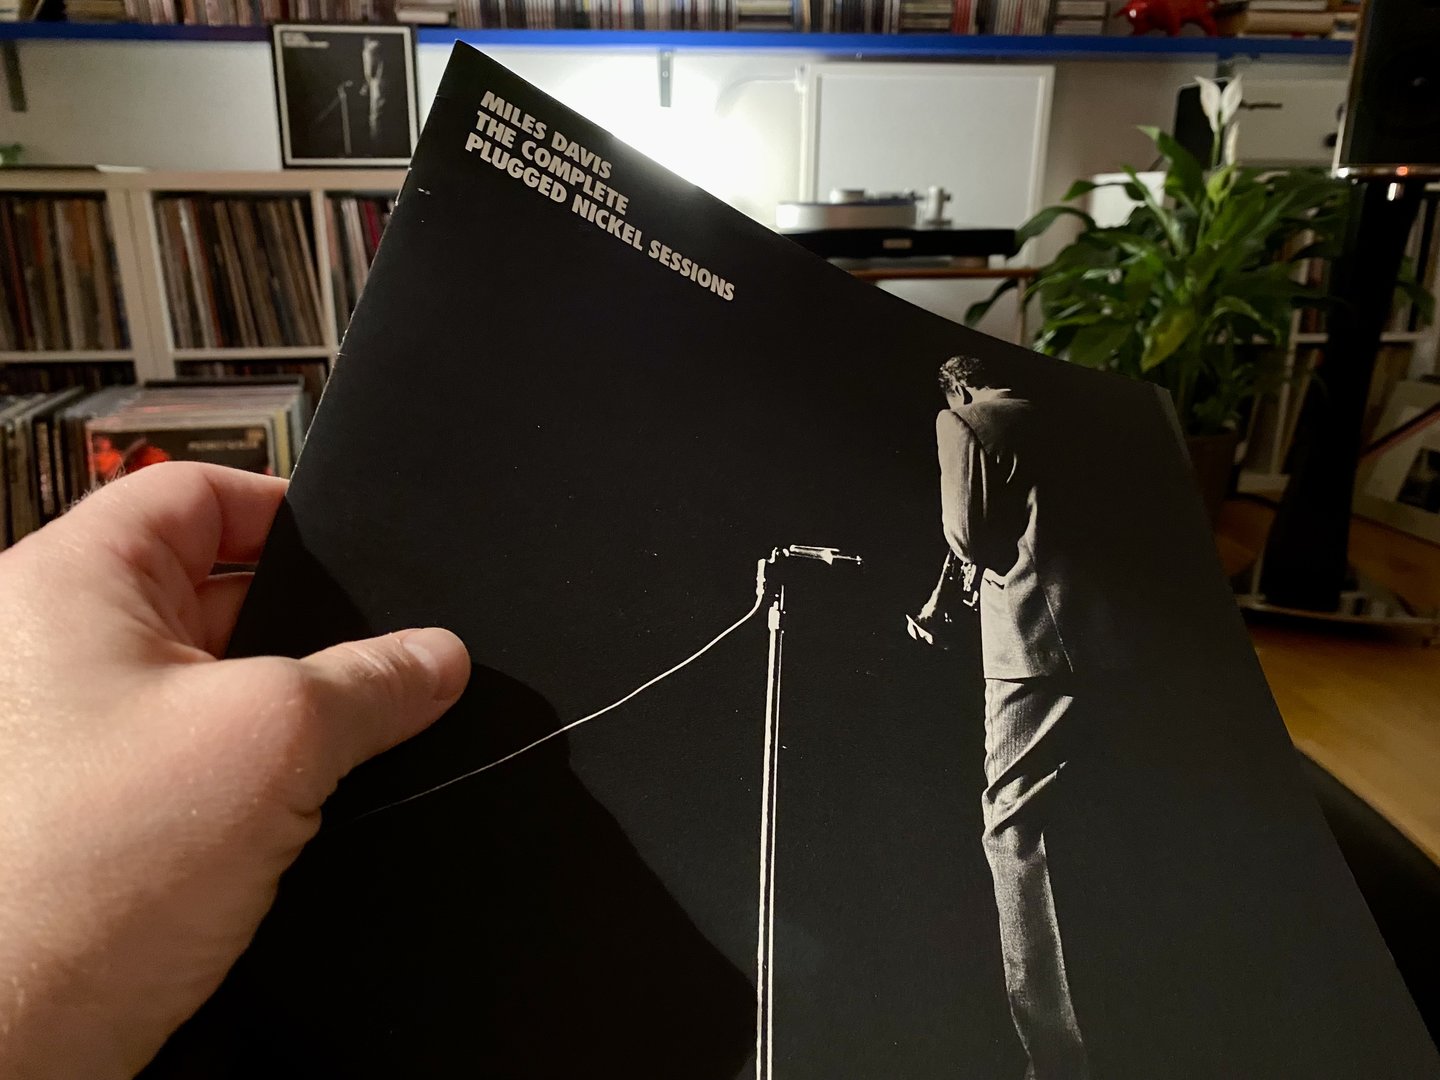 MILES DAVIS
THE COMPLETE
PLUGGED NICKEL SESSIONS